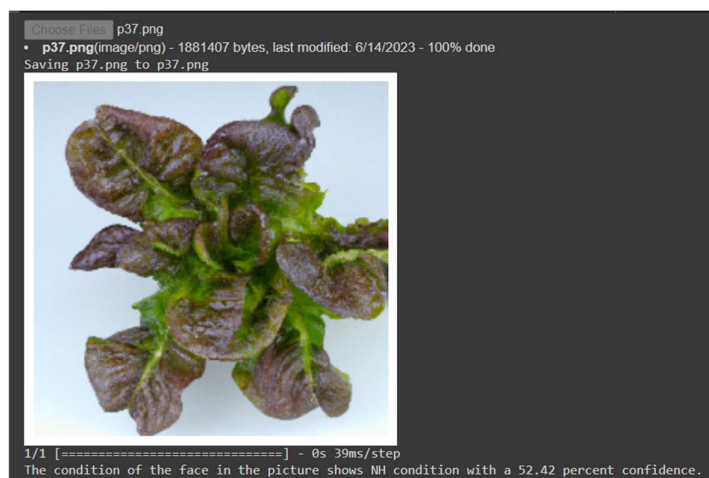 Choose Files p37.png
• p37.png(image/png) - 1881407 bytes, last modified: 6/14/2023 - 100% done
Saving p37.png to p37.png
1/1 [==============================] - 0s 39ms/step
The condition of the face in the picture shows NH condition with a 52.42 percent confidence.